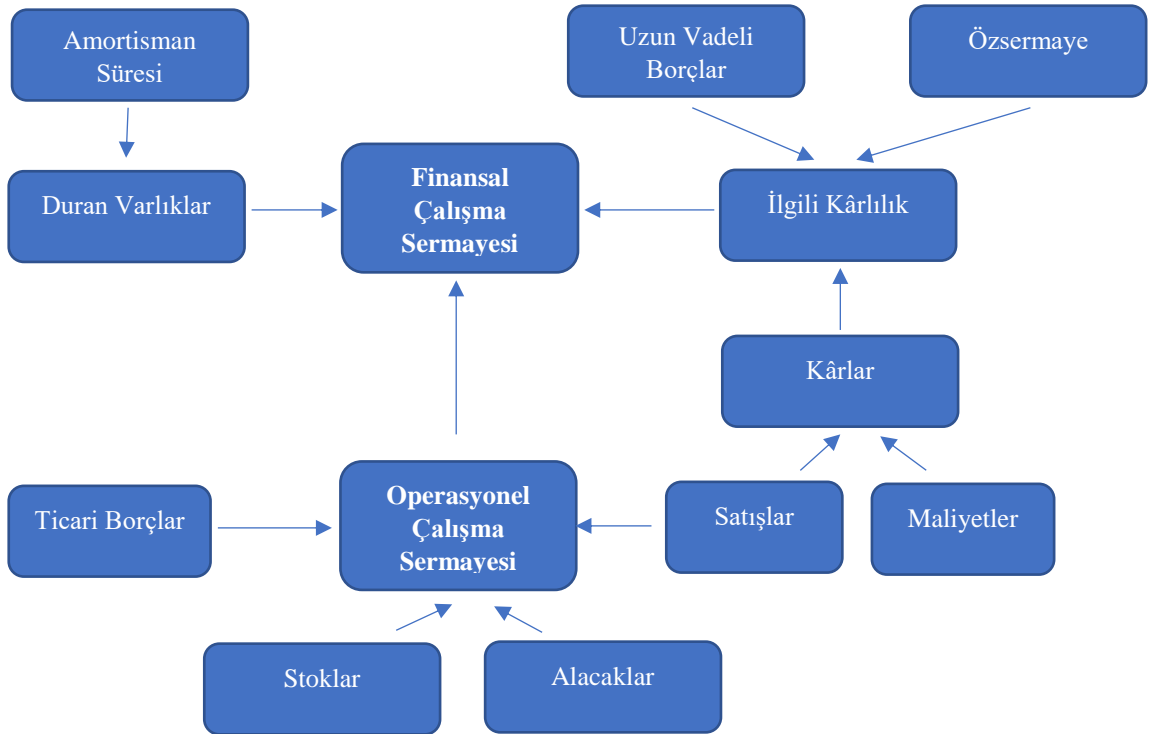 Amortisman
Süresi
Uzun Vadeli
Borçlar
Özsermaye
Duran Varlıklar
Finansal
Çalışma
Sermayesi
İlgili Kârlılık
Kârlar
Ticari Borçlar
Operasyonel
Çalışma
Sermayesi
Satışlar
Maliyetler
Stoklar
Alacaklar